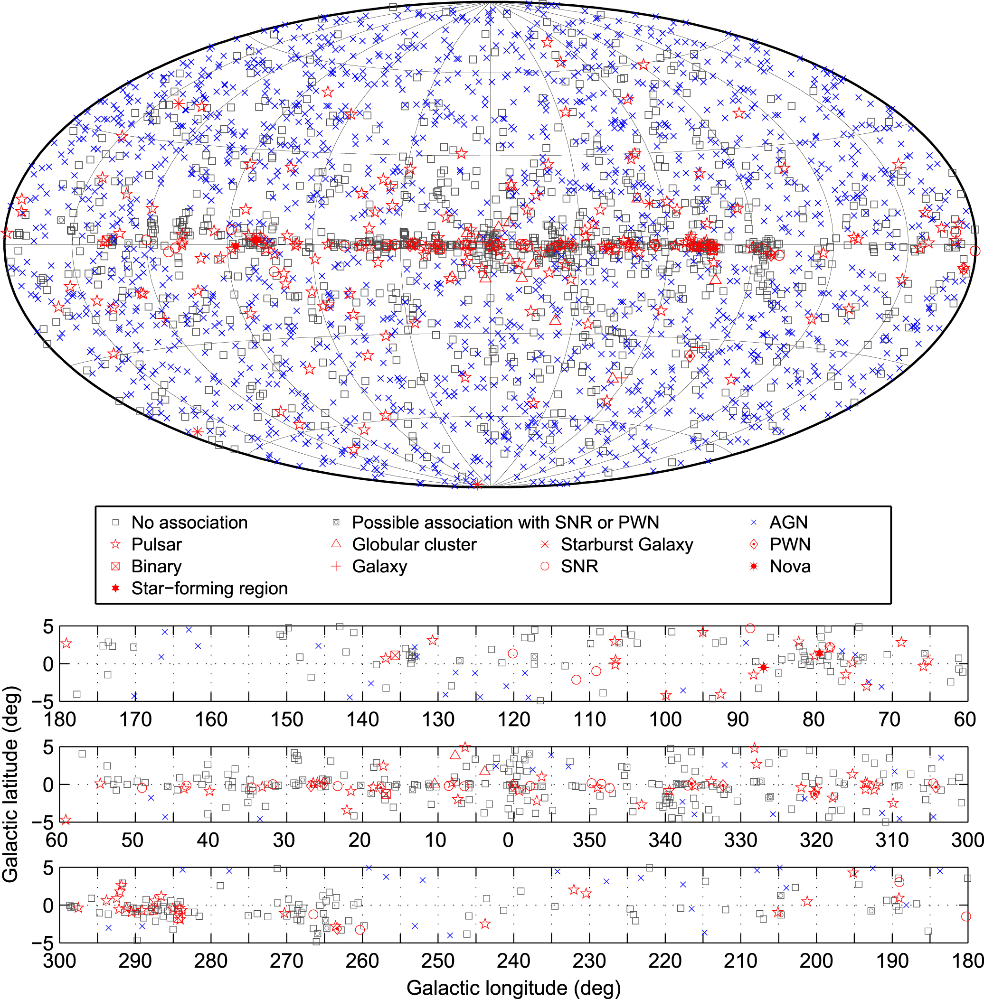 No association
Possible association with SNR or PWN
AGN
Pulsar
Globular cluster
Starburst Galaxy
PWN
Binary
Galaxy
SNR
Nova
Star−forming region
Galactic latitude (deg)
5
0
−5
180 170 160 150 140 130 120 110 100 90 80 70 60
5
0
−5
60 50 40 30 20 10 0 350 340 330 320 310 300
5
0
−5
300 290 280 270 260 250 240 230 220 210 200 190 180
Galactic longitude (deg)